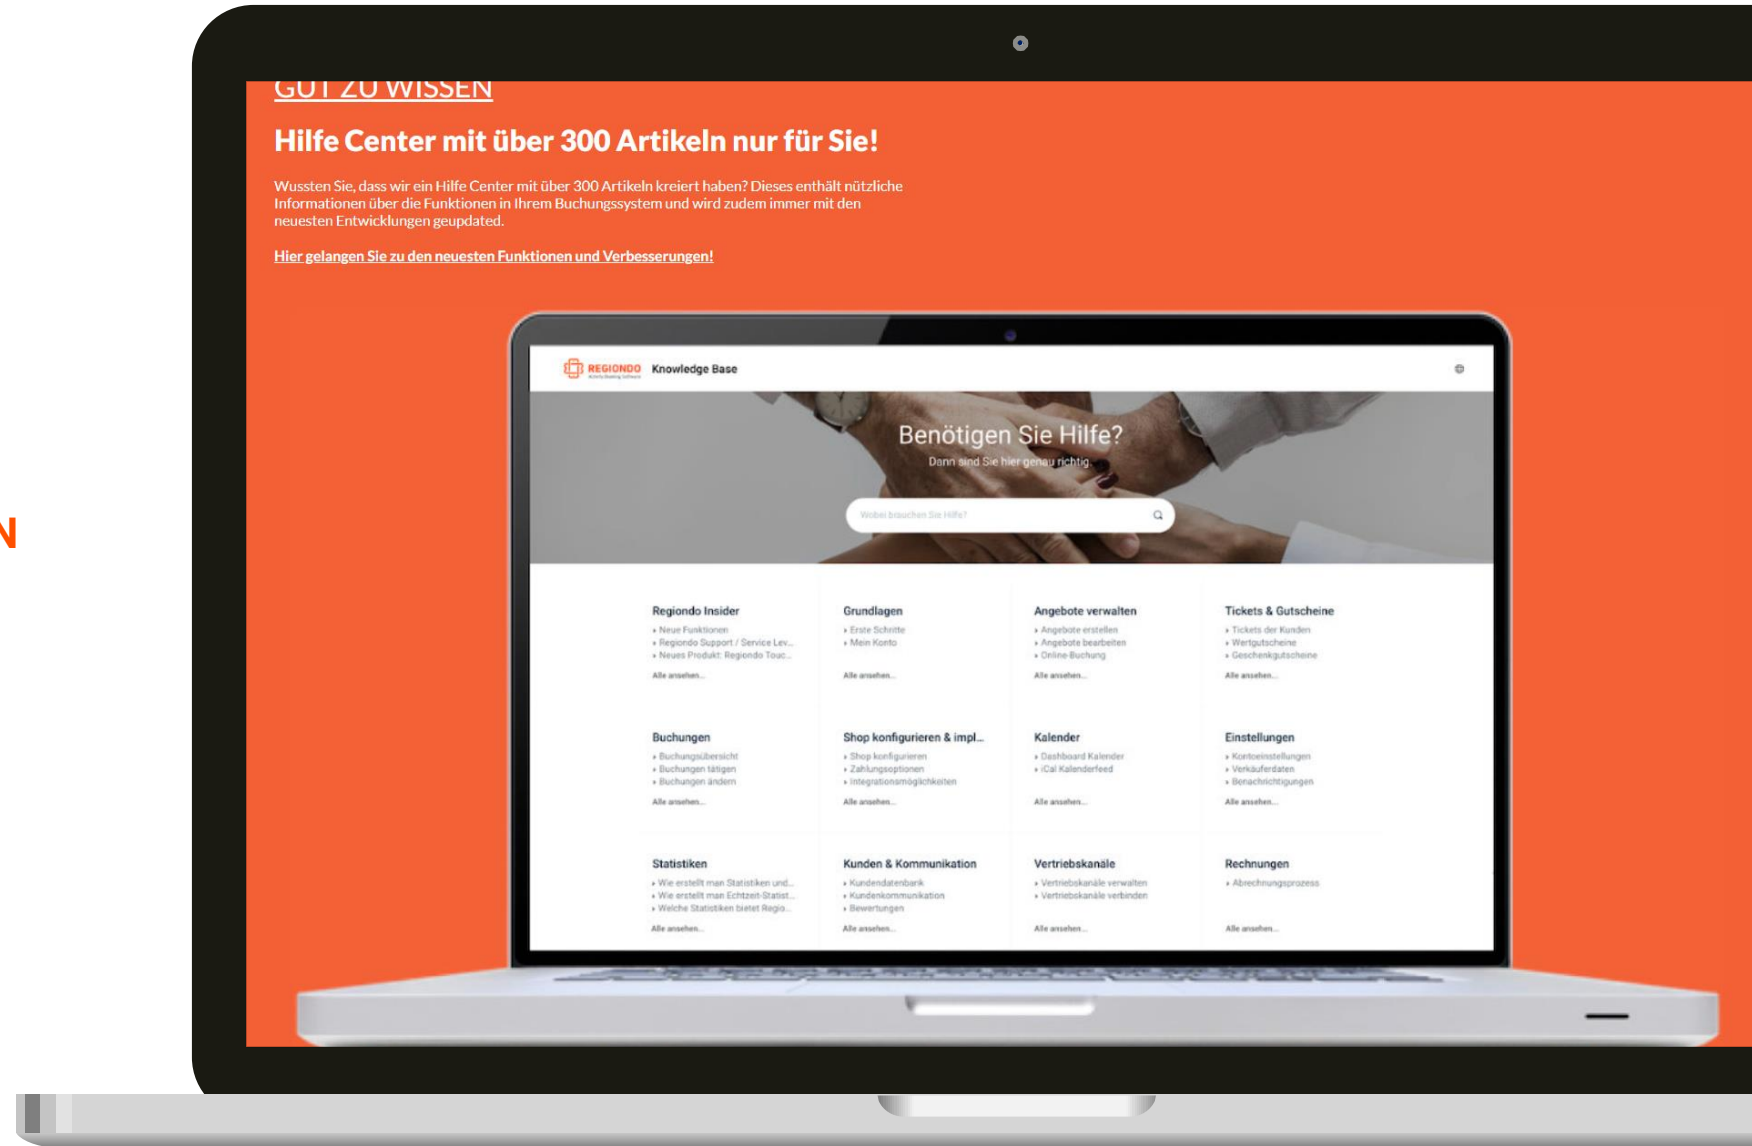 GUT ZU WISSEN
Hilfe Center mit über 300 Artikeln nur für Sie!
Wussten Sie, dass wir ein Hilfe Center mit über 300 Artikeln kreiert haben? Dieses enthält nützliche
Informationen über die Funktionen in Ihrem Buchungssystem und wird zudem immer mit den
neuesten Entwicklungen geupdated.
Hier gelangen Sie zu den neuesten Funktionen und Verbesserungen!
N
REGIONDO Knowledge Base
Activity Booking Software
Benötigen Sie Hilfe?
Dann sind Sie hier genau richtig.
Wobei brauchen Sie Hilfe?
Regiondo Insider
Neue Funktionen
Regiondo Support / Service Lev...
Neues Produkt: Regiondo Touc...
Alle ansehen...
Grundlagen
Erste Schritte
Mein Konto
Alle ansehen...
Angebote verwalten
Angebote erstellen
Angebote bearbeiten
Online-Buchung
Alle ansehen...
Tickets & Gutscheine
Tickets der Kunden
Wertgutscheine
Geschenkgutscheine
Alle ansehen...
Buchungen
Buchungsübersicht
Buchungen tätigen
Buchungen ändern
Alle ansehen...
Shop konfigurieren & impl...
Shop konfigurieren
Zahlungsoptionen
Integrationsmöglichkeiten
Alle ansehen...
Kalender
Dashboard Kalender
iCal Kalenderfeed
Alle ansehen...
Einstellungen
Kontoeinstellungen
Verkäuferdaten
Benachrichtigungen
Alle ansehen...
Statistiken
Wie erstellt man Statistiken und...
Wie erstellt man Echtzeit-Statist...
Welche Statistiken bietet Regio...
Alle ansehen...
Kunden & Kommunikation
Kundendatenbank
Kundenkommunikation
Bewertungen
Alle ansehen...
Vertriebskanäle
Vertriebskanäle verwalten
Vertriebskanäle verbinden
Alle ansehen...
Rechnungen
Abrechnungsprozess
Alle ansehen...